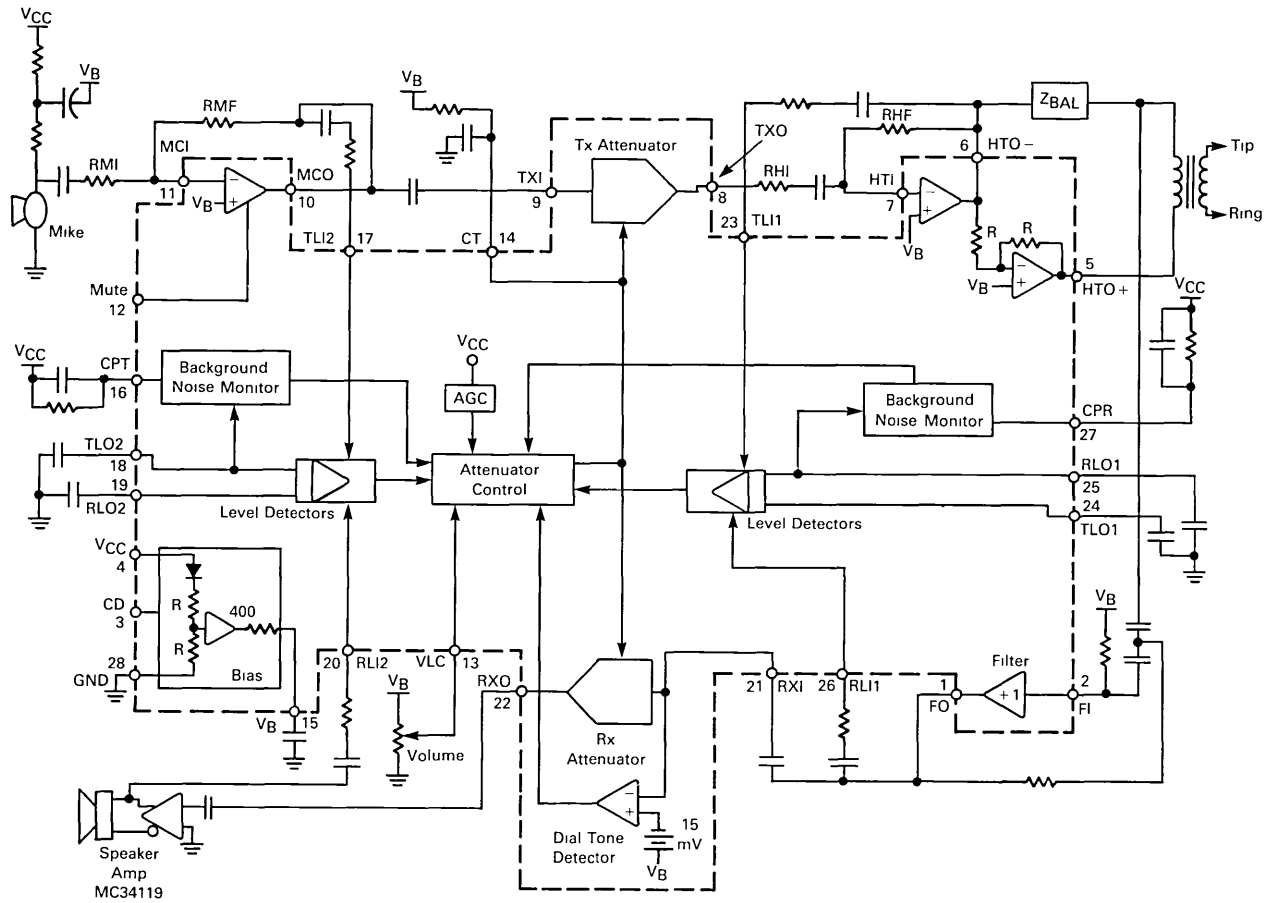 VCC
VB
VB
RMF
ZBAL
RHF
TXO
Tx Attenuator
6
HTO –
Tip
MCI
RMI
MCO
TXI
RHI
HTI
11
–
+
VB
10
9
8
7
–
+
VB
Ring
Mike
TLI2
17
CT
14
23
TLI1
R
R
–
+
VB
5
HTO +
Mute
12
VCC
VCC
CPT
16
Background
Noise Monitor
VCC
AGC
Background
Noise Monitor
CPR
27
TLO2
18
19
RLO2
Level Detectors
Attenuator
Control
Level Detectors
RLO1
25
24
TLO1
VCC
4
CD
3
R
R
400
Bias
28
GND
VB
15
20
RLI2
VLC
13
VB
Volume
RXO
22
Rx
Attenuator
21
RXI
26
RLI1
1
FO
Filter
+1
2
FI
VB
–
+
15
mV
VB
Dial Tone
Detector
Speaker
Amp
MC34119